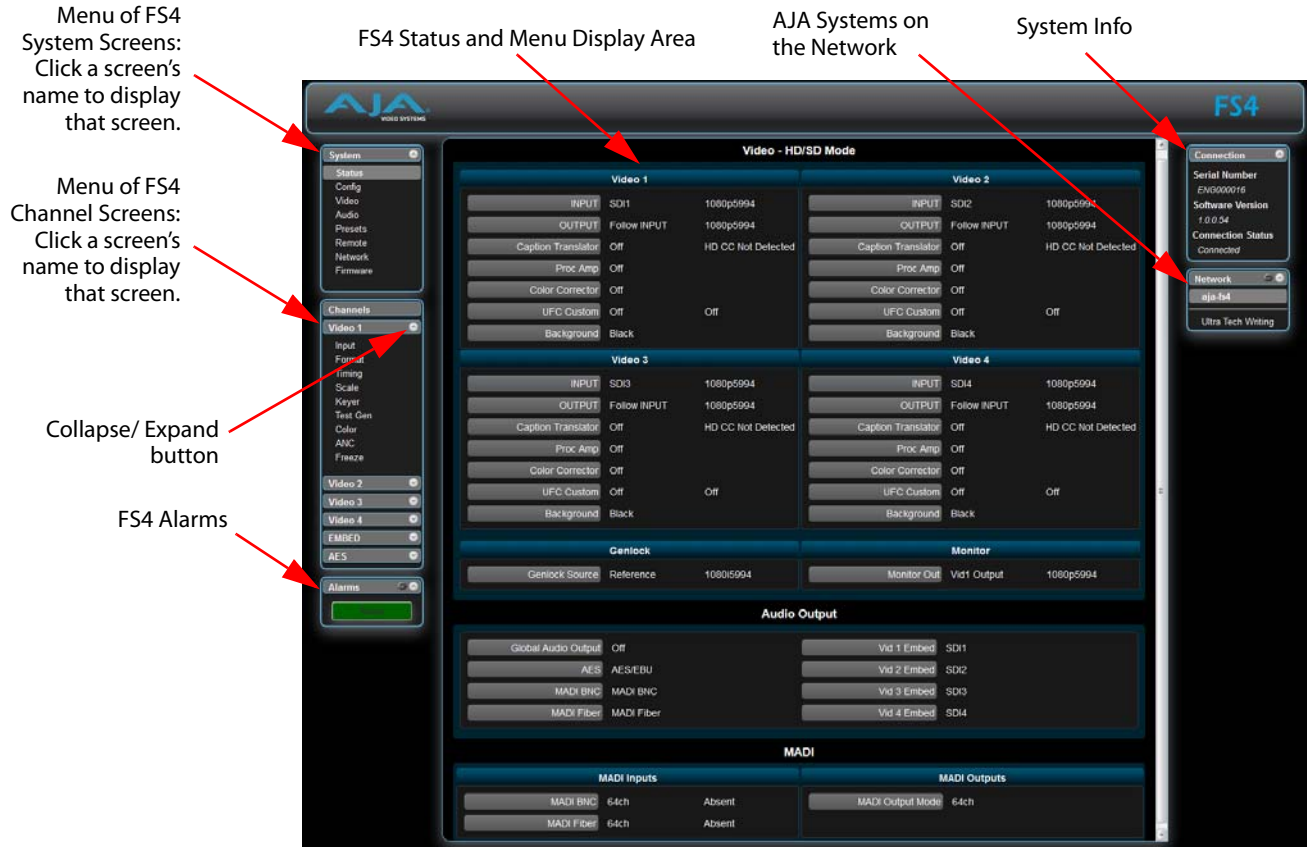 Menu of FS4
System Screens:
Click a screen's
name to display
that screen.
FS4 Status and Menu Display Area
AJA Systems on
the Network
System Info
Menu of FS4
Channel Screens:
Click a screen's
name to display
that screen.
Collapse/ Expand
button
FS4 Alarms
AJA
VIDEO SYSTEMS
FS4
System
Status
Config
Video
Audio
Presets
Remote
Network
Firmware
Channels
Video 1
Input
Format
Timing
Scale
Keyer
Test Gen
Color
ANC
Freeze
Video 2
Video 3
Video 4
EMBED
AES
Alarms
Video - HD/SD Mode
Video 1
INPUT SDI1 1080p5994
OUTPUT Follow INPUT 1080p5994
Caption Translator Off HD CC Not Detected
Proc Amp Off
Color Corrector Off
UFC Custom Off Off
Background Black
Video 2
INPUT SDI2 1080p5994
OUTPUT Follow INPUT 1080p5994
Caption Translator Off HD CC Not Detected
Proc Amp Off
Color Corrector Off
UFC Custom Off Off
Background Black
Video 3
INPUT SDI3 1080p5994
OUTPUT Follow INPUT 1080p5994
Caption Translator Off HD CC Not Detected
Proc Amp Off
Color Corrector Off
UFC Custom Off Off
Background Black
Video 4
INPUT SDI4 1080p5994
OUTPUT Follow INPUT 1080p5994
Caption Translator Off HD CC Not Detected
Proc Amp Off
Color Corrector Off
UFC Custom Off Off
Background Black
Genlock
Genlock Source Reference 1080i5994
Monitor
Monitor Out Vid1 Output 1080p5994
Audio Output
Global Audio Output Off
AES AES/EBU
MADI BNC MADI BNC
MADI Fiber MADI Fiber
Vid 1 Embed SDI1
Vid 2 Embed SDI2
Vid 3 Embed SDI3
Vid 4 Embed SDI4
MADI
MADI Inputs
MADI BNC 64ch Absent
MADI Fiber 64ch Absent
MADI Outputs
MADI Output Mode 64ch
Connection
Serial Number
ENG000016
Software Version
1.0.0.54
Connection Status
Connected
Network
aja-fs4
Ultra Tech Writing